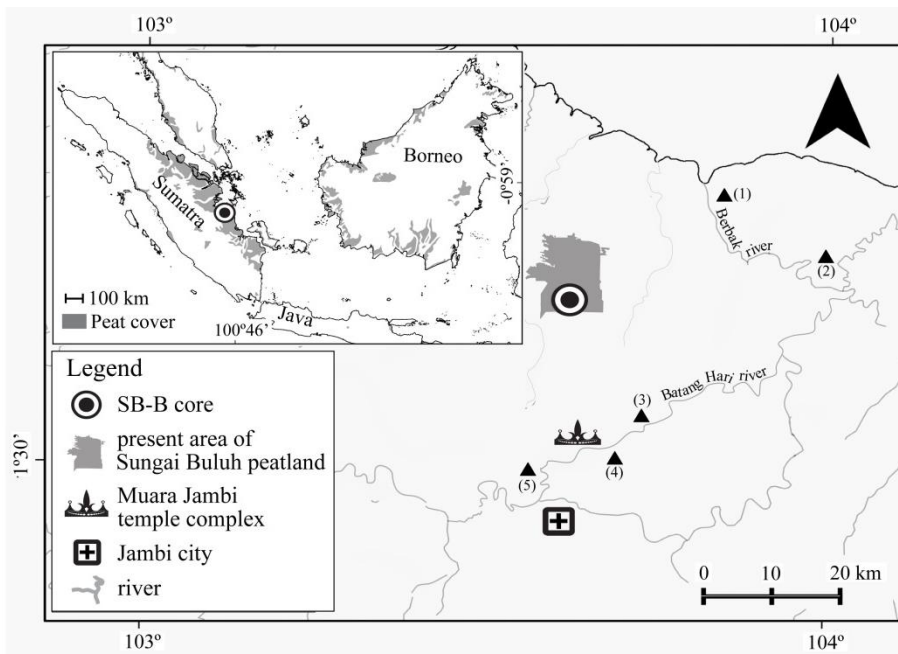 103º
104º
Borneo
Sumatra
100 km
Peat cover
Java
100º46’
-0º59
(1)
Berbak
river
(2)
Legend
SB-B core
present area of
Sungai Buluh peatland
Muara Jambi
temple complex
Jambi city
river
Batang Hari river
(3)
(4)
(5)
-1º30'
0 10 20 km
103º
104º